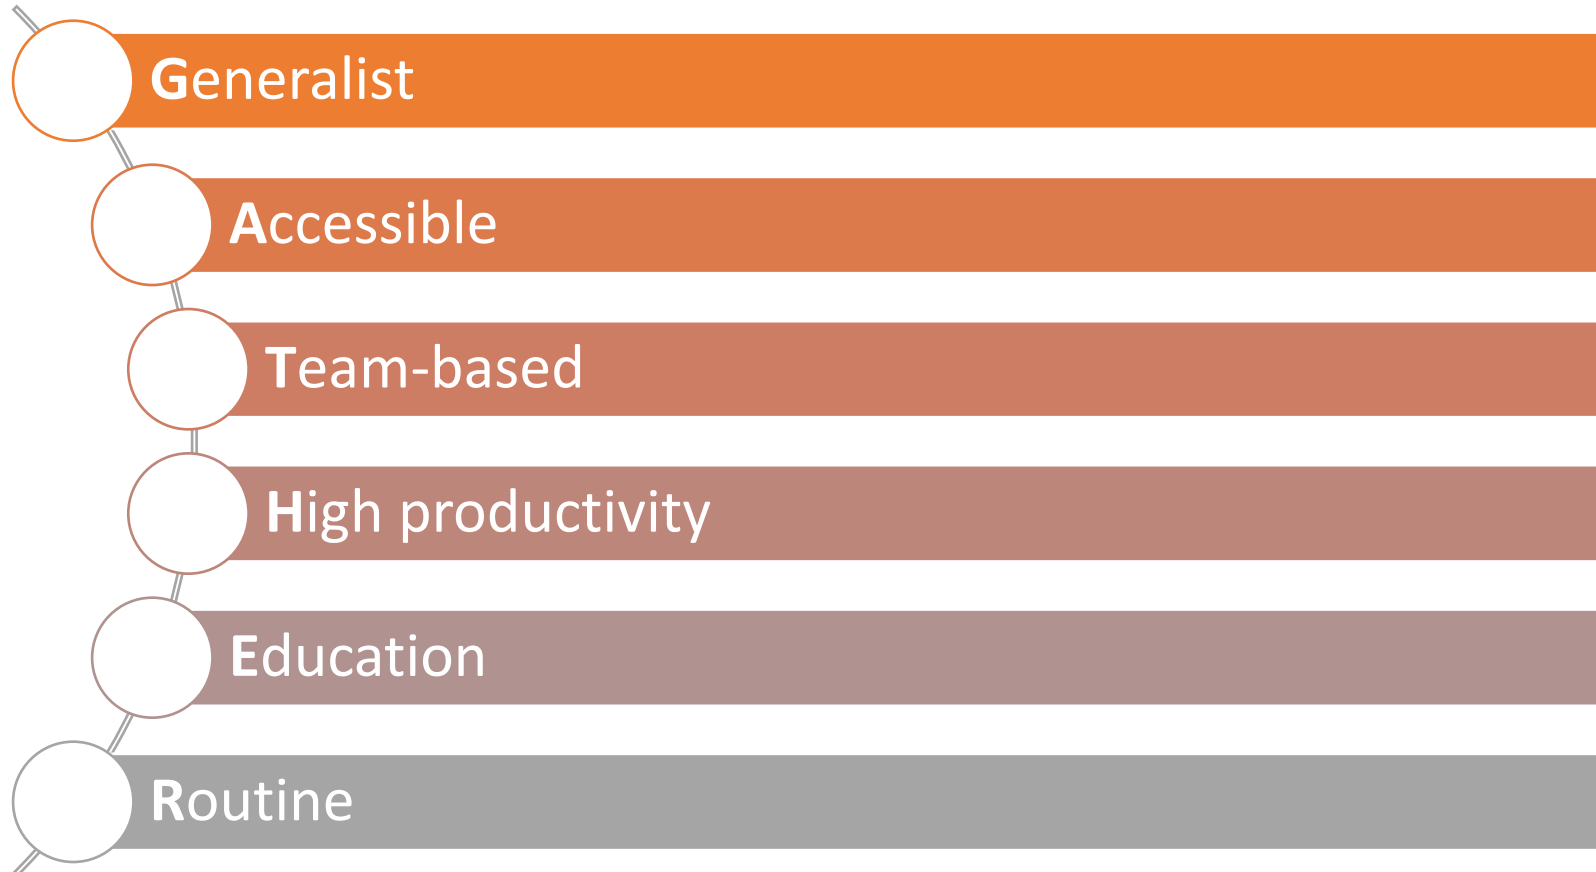 Generalist
Accessible
Team-based
High productivity
Education
Routine